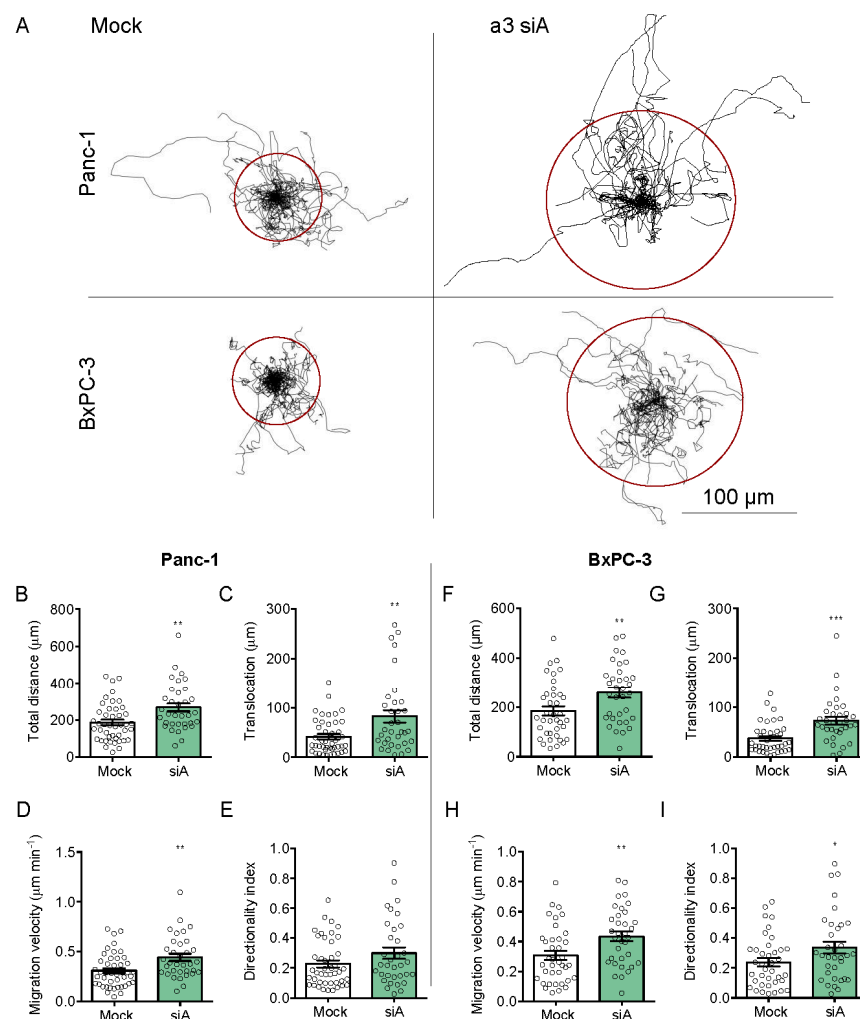 A Mock a3 siA
Panc-1
BxPC-3
100 µm
Panc-1 BxPC-3
B
Total distance (µm)
800
600
400
200
0
**
Mock siA
C
Translocation (µm)
300
200
100
0
**
Mock siA
F
Total distance (µm)
600
400
200
0
**
Mock siA
G
Translocation (µm)
300
200
100
0
***
Mock siA
D
Migration velocity (µm min⁻¹)
1.5
1.0
0.5
0.0
**
Mock siA
E
Directionality index
1.0
0.8
0.6
0.4
0.2
0.0
Mock siA
H
Migration velocity (µm min⁻¹)
1.0
0.8
0.6
0.4
0.2
0.0
**
Mock siA
I
Directionality index
1.0
0.8
0.6
0.4
0.2
0.0
*
Mock siA